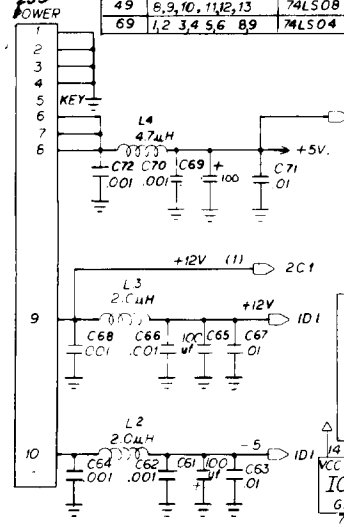 POWER
49 8,9,10,11,12,13 74LS08
69 1,2 3,4 5,6 8,9 74LS04
1
2
3
4
5 KEY
6
7
8
L4
4.7µH
+5V.
C72 C70 C69 + C71
.001 .001 100 .01
+12V (1) 2C1
9
L3
2.0µH
+12V
1D1
C68 C66 100 C65 C67
.001 .001 uf .01
10
L2
2.0µH
-5
1D1
C64 C62 C61 100 C63
.001 .001 + uf .01
14
VCC
IC
G
7